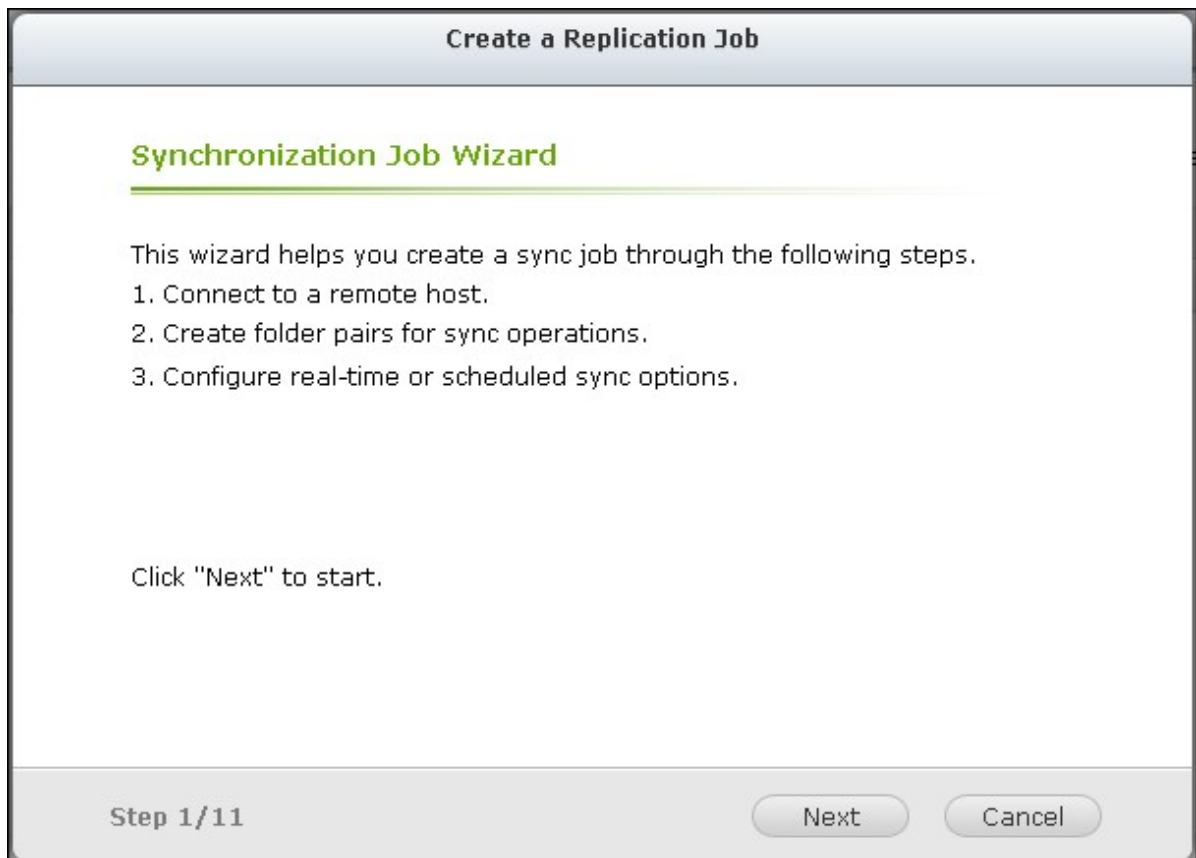 Create a Replication Job
Synchronization Job Wizard
This wizard helps you create a sync job through the following steps.
1. Connect to a remote host.
2. Create folder pairs for sync operations.
3. Configure real-time or scheduled sync options.
Click "Next" to start.
Step 1/11
Next
Cancel